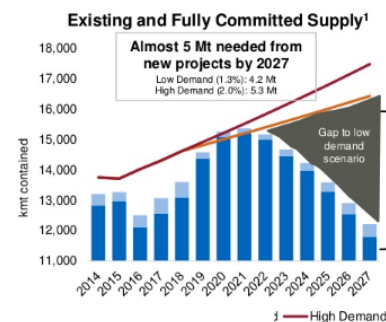 Existing and Fully Committed Supply¹
Almost 5 Mt needed from
new projects by 2027
Low Demand (1.3%): 4.2 Mt
High Demand (2.0%): 5.3 Mt
18,000
17,000
16,000
15,000
14,000
13,000
12,000
11,000
kmt contained
Gap to low
demand
scenario
2014
2015
2016
2017
2018
2019
2020
2021
2022
2023
2024
2025
2026
2027
High Demand